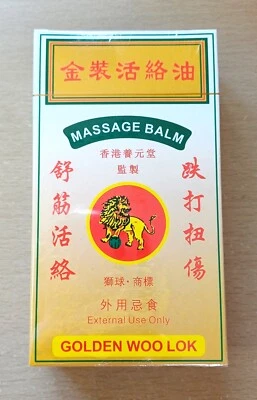 金裝活絡油
MASSAGE BALM
香港養元堂
監製
舒筋活絡
跌打扭傷
獅球·商標
外用忌食
External Use Only
GOLDEN WOO LOK